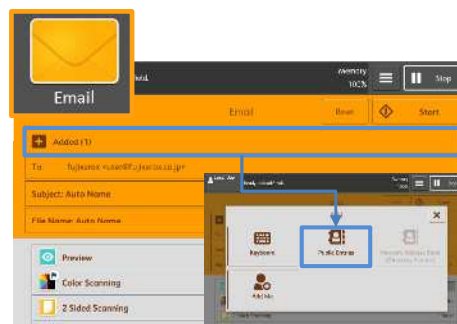 Email
field.
Memory
100%
Stop
Email
Reset
Start
Added (1)
To:
Subject: Auto Name
File Name: Auto Name
Preview
Color Scanning
2 Sided Scanning
Keyboard
Public Entries
Add Me